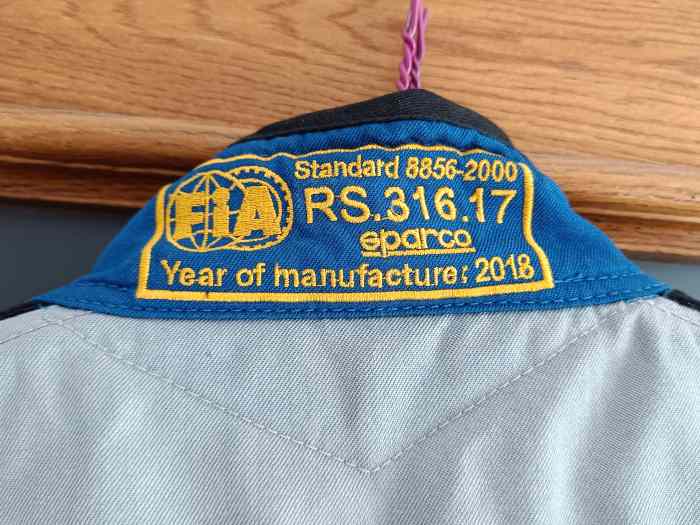 Standard 8856-2000
FiA
RS.316.17
sparco
Year of manufacture: 2018